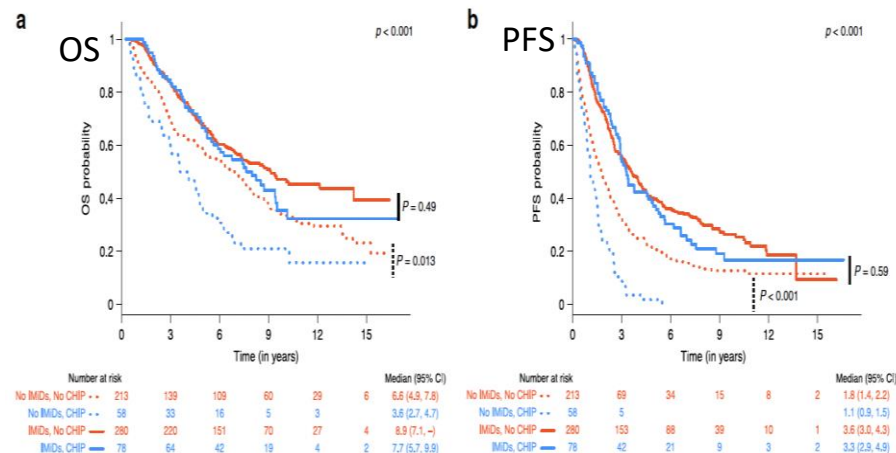 a
OS
p < 0.001
1
0.8
0.6
0.4
0.2
0
OS probability
P = 0.49
P = 0.013
0 3 6 9 12 15
Time (in years)
Number at risk Median (95% CI)
No IMiDs, No CHIP 213 139 109 60 29 6 6.6 (4.9, 7.8)
No IMiDs, CHIP 58 33 16 5 3 3.6 (2.7, 4.7)
IMiDs, No CHIP 280 220 151 70 27 4 8.9 (7.1, –)
IMiDs, CHIP 78 64 42 19 4 2 7.7 (5.7, 9.9)
b
PFS
p < 0.001
1
0.8
0.6
0.4
0.2
0
PFS probability
P = 0.59
P < 0.001
0 3 6 9 12 15
Time (in years)
Number at risk Median (95% CI)
No IMiDs, No CHIP 213 69 34 15 8 2 1.8 (1.4, 2.2)
No IMiDs, CHIP 58 5 1.1 (0.9, 1.5)
IMiDs, No CHIP 280 153 88 39 10 1 3.6 (3.0, 4.3)
IMiDs, CHIP 78 42 21 9 3 2 3.3 (2.9, 4.9)